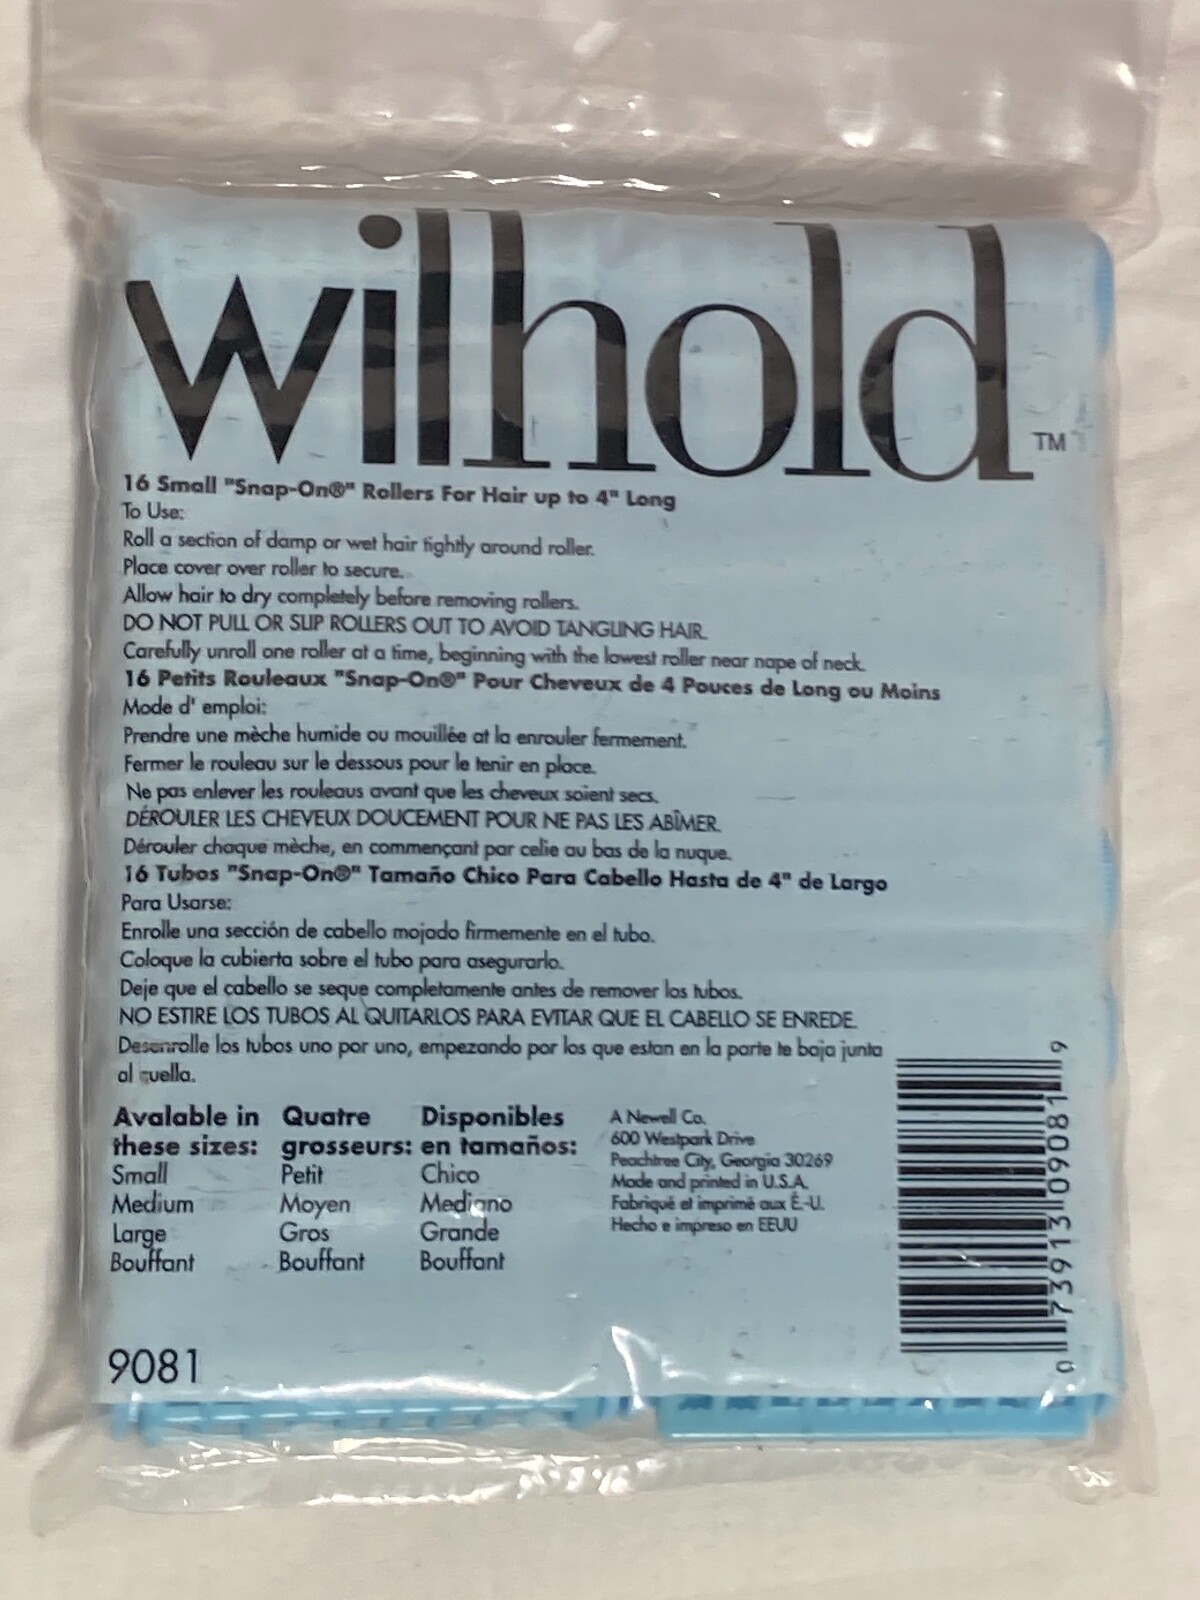 wilhold
TM
16 Small "Snap-On®" Rollers For Hair up to 4" Long
To Use:
Roll a section of damp or wet hair tightly around roller.
Place cover over roller to secure.
Allow hair to dry completely before removing rollers.
DO NOT PULL OR SLIP ROLLERS OUT TO AVOID TANGLING HAIR.
Carefully unroll one roller at a time, beginning with the lowest roller near nape of neck.
16 Petits Rouleaux "Snap-On®" Pour Cheveux de 4 Pouces de Long ou Moins
Mode d' emploi:
Prendre une mèche humide ou mouillée at la enrouler fermement.
Fermer le rouleau sur le dessous pour le tenir en place.
Ne pas enlever les rouleaus avant que les cheveux soient secs.
DÉROULER LES CHEVEUX DOUCEMENT POUR NE PAS LES ABÎMER.
Dérouler chaque mèche, en commençant par celie au bas de la nuque.
16 Tubos "Snap-On®" Tamaño Chico Para Cabello Hasta de 4" de Largo
Para Usarse:
Enrolle una sección de cabello mojado firmemente en el tubo.
Coloque la cubierta sobre el tubo para asegurarlo.
Deje que el cabello se seque completamente antes de remover los tubos.
NO ESTIRE LOS TUBOS AL QUITARLOS PARA EVITAR QUE EL CABELLO SE ENREDE.
Desenrolle los tubos uno por uno, empezando por los que estan en la parte te baja junta
al cuella.
Avalable in
these sizes:
Small
Medium
Large
Bouffant
Quatre
grosseurs:
Petit
Moyen
Gros
Bouffant
Disponibles
en tamaños:
Chico
Mediano
Grande
Bouffant
A Newell Co.
600 Westpark Drive
Peachtree City, Georgia 30269
Made and printed in U.S.A.
Fabriqué et imprimé aux É.-U.
Hecho e impreso en EEUU
0 73913 09081 9
9081